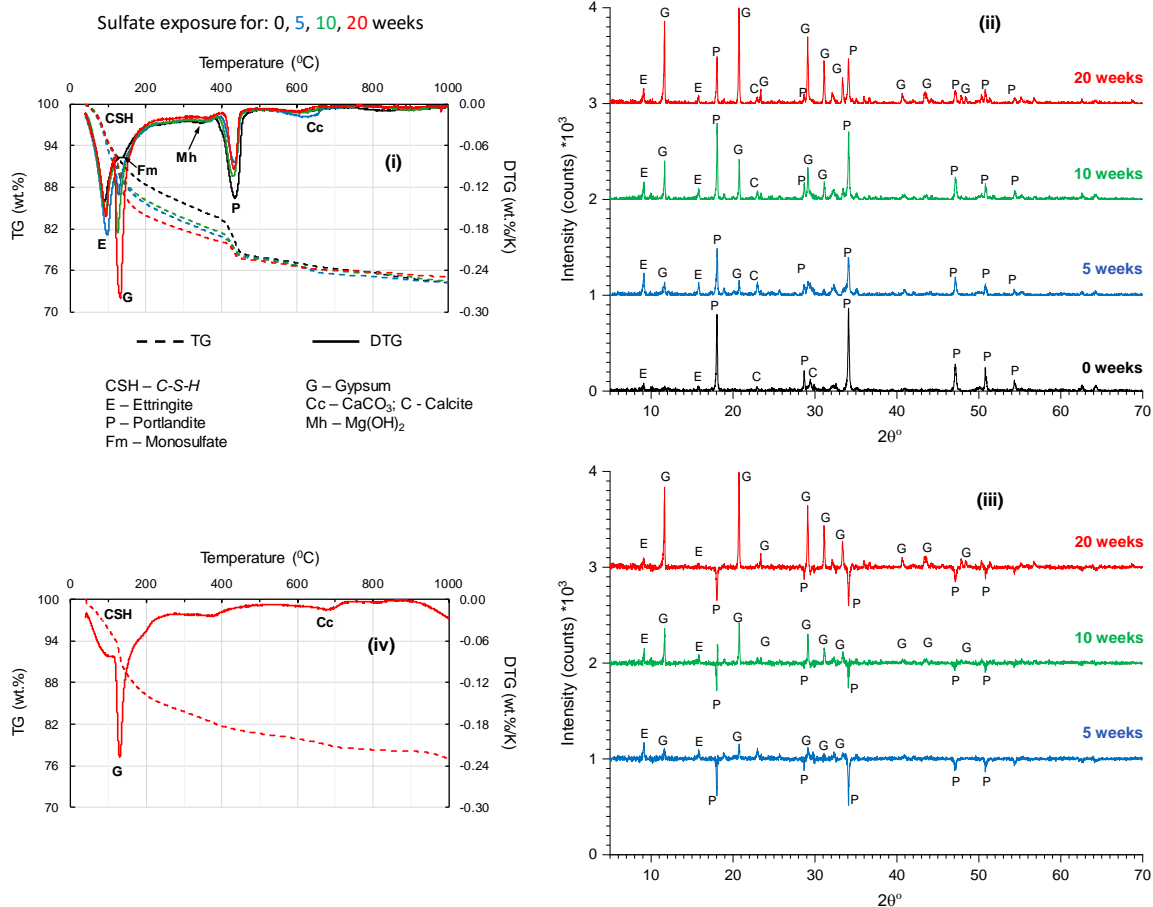 Sulfate exposure for: 0, 5, 10, 20 weeks
Temperature (⁰C)
0 200 400 600 800 1000
100 94 88 82 76 70
TG (wt.%)
0.00 -0.06 -0.12 -0.18 -0.24 -0.30
DTG (wt.%/K)
CSH
Fm
Mh
Cc
(i)
E
P
G
TG DTG
CSH – C-S-H
E – Ettringite
P – Portlandite
Fm – Monosulfate
G – Gypsum
Cc – CaCO₃; C - Calcite
Mh – Mg(OH)₂
(ii)
Intensity (counts) *10³
4 3 2 1 0
E G E P G C G P G G G P G G P G P P
20 weeks
E G E P G C P G G P P P P
10 weeks
E G E P G C P P P P P
5 weeks
E E P C P C P P P P
0 weeks
10 20 30 40 50 60 70
2θ⁰
Temperature (⁰C)
0 200 400 600 800 1000
100 94 88 82 76 70
TG (wt.%)
0.00 -0.06 -0.12 -0.18 -0.24 -0.30
DTG (wt.%/K)
CSH
Cc
(iv)
G
(iii)
Intensity (counts) *10³
4 3 2 1 0
E G E G G G G G G G G
20 weeks
P P P P P
E G E G G G G G G G G
10 weeks
P P P P P
E G E G G G G
5 weeks
P P P P P
10 20 30 40 50 60 70
2θ⁰